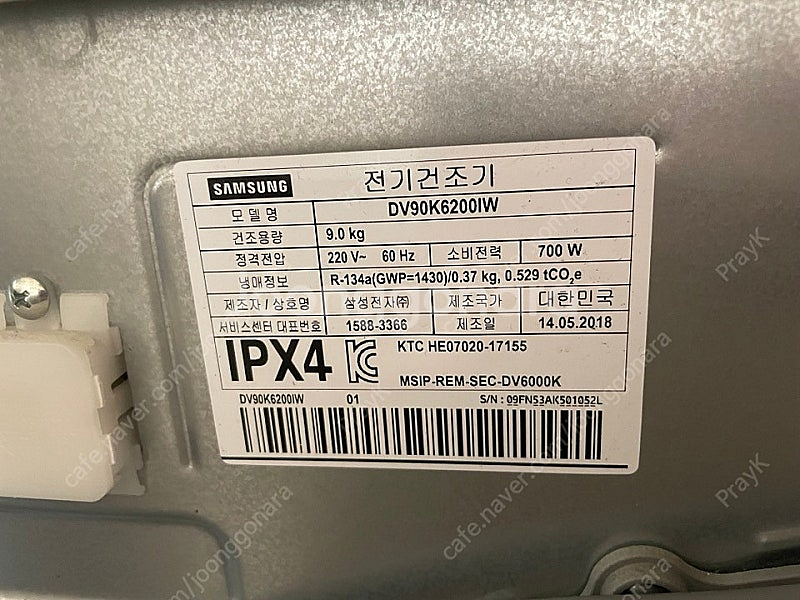 SAMSUNG 전기건조기
모델명 DV90K6200IW
건조용량 9.0 kg
정격전압 220 V~ 60 Hz 소비전력 700 W
냉매정보 R-134a(GWP=1430)/0.37 kg, 0.529 tCO₂e
제조자 / 상호명 삼성전자㈜ 제조국가 대한민국
서비스센터 대표번호 1588-3366 제조일 14.05.2018
IPX4 KTC HE07020-17155
MSIP-REM-SEC-DV6000K
DV90K6200IW 01 S/N : 09FN53AK501052L
cafe.naver.com/joonggonara
PrayK